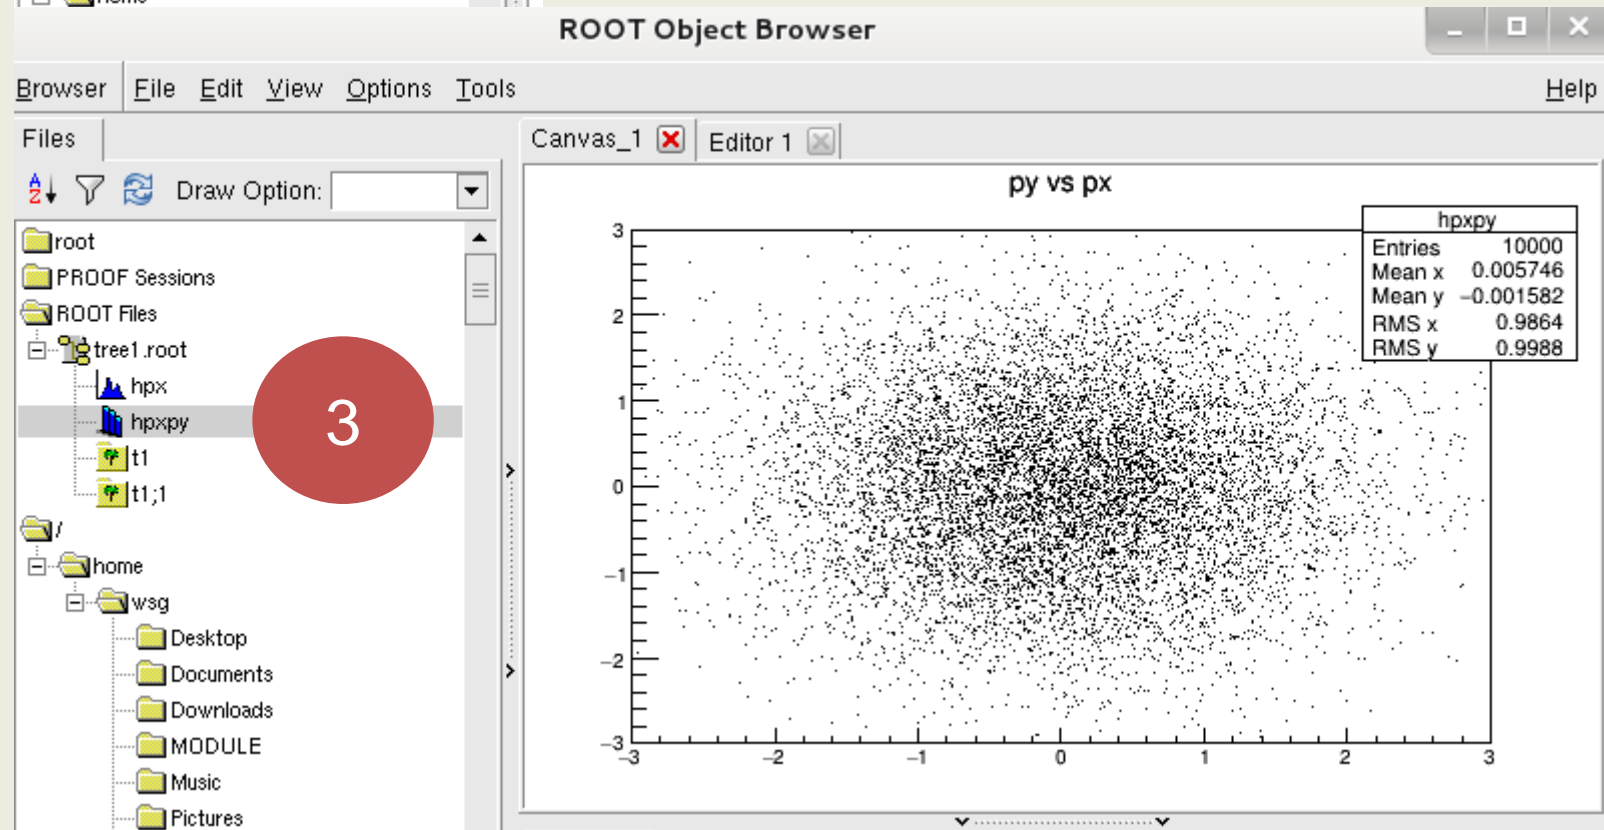 home
ROOT Object Browser
Browser File Edit View Options Tools Help
Files
Canvas_1 Editor 1
A Z Draw Option:
root
PROOF Sessions
ROOT Files
tree1.root
hpx
hpxpy
t1
t1;1
/
home
wsg
Desktop
Documents
Downloads
MODULE
Music
Pictures
3
py vs px
hpxpy
Entries 10000
Mean x 0.005746
Mean y −0.001582
RMS x 0.9864
RMS y 0.9988
3
2
1
0
−1
−2
−3
−3 −2 −1 0 1 2 3